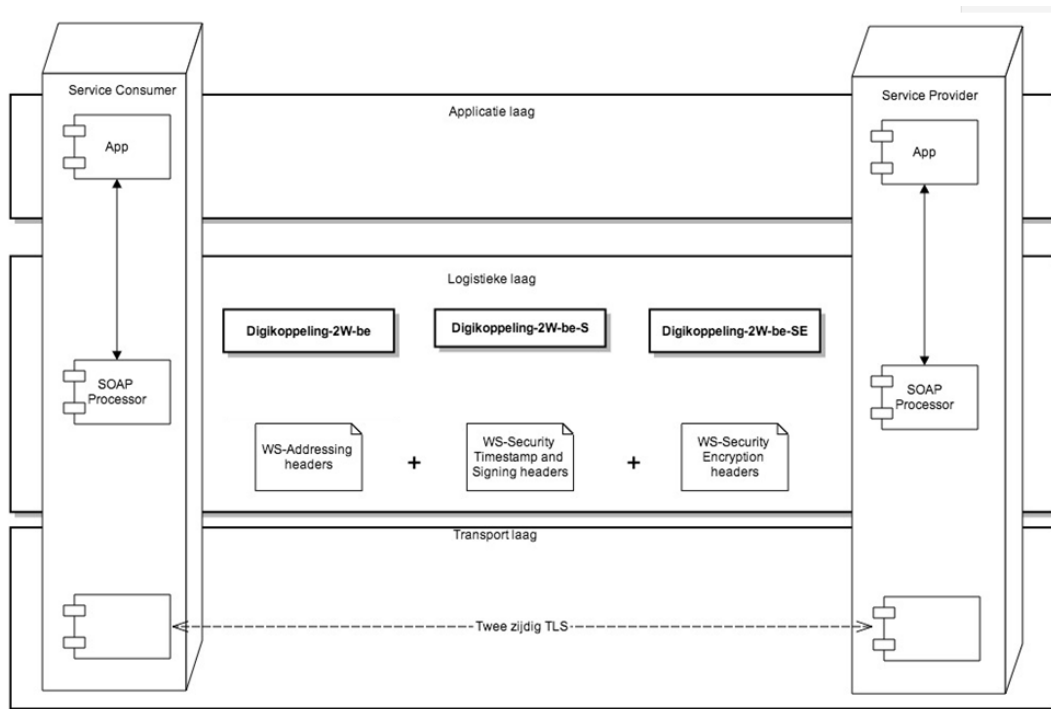 Service Consumer
Service Provider
Applicatie laag
App
App
Logistieke laag
Digikoppeling-2W-be
Digikoppeling-2W-be-S
Digikoppeling-2W-be-SE
SOAP
Processor
SOAP
Processor
WS-Addressing
headers
+
WS-Security
Timestamp and
Signing headers
+
WS-Security
Encryption
headers
Transport laag
Twee zijdig TLS